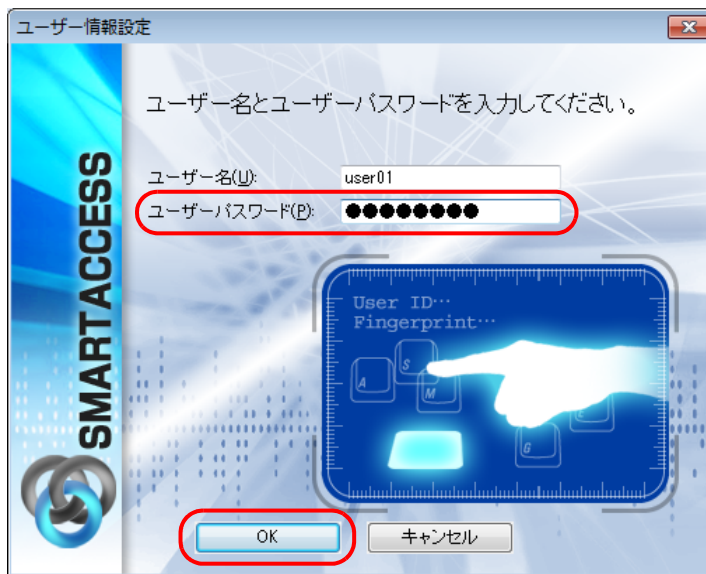 ユーザー情報設定
ユーザー名とユーザーパスワードを入力してください。
ユーザー名(U):
user01
ユーザーパスワード(P):
●●●●●●●●
SMARTACCESS
User ID…
Fingerprint…
S
A
M
G
OK
キャンセル